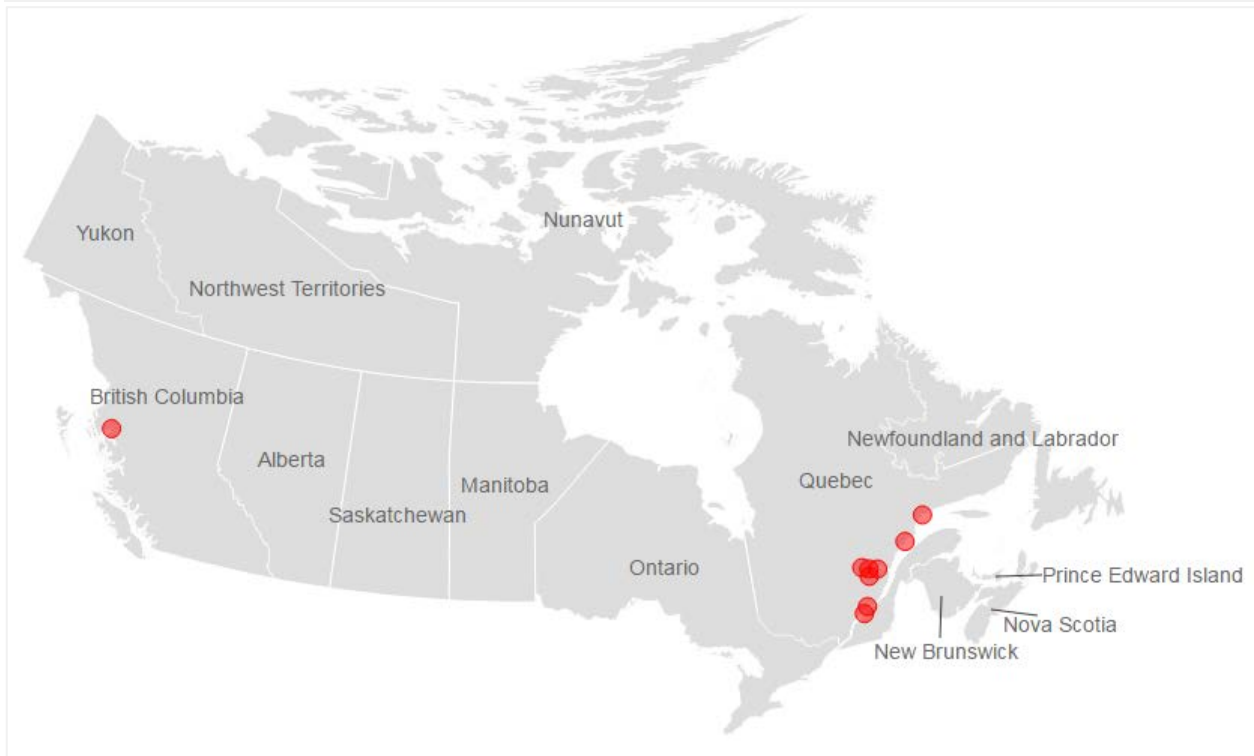 Nunavut
Yukon
Northwest Territories
British Columbia
Newfoundland and Labrador
Alberta
Quebec
Manitoba
Saskatchewan
Ontario
Prince Edward Island
Nova Scotia
New Brunswick